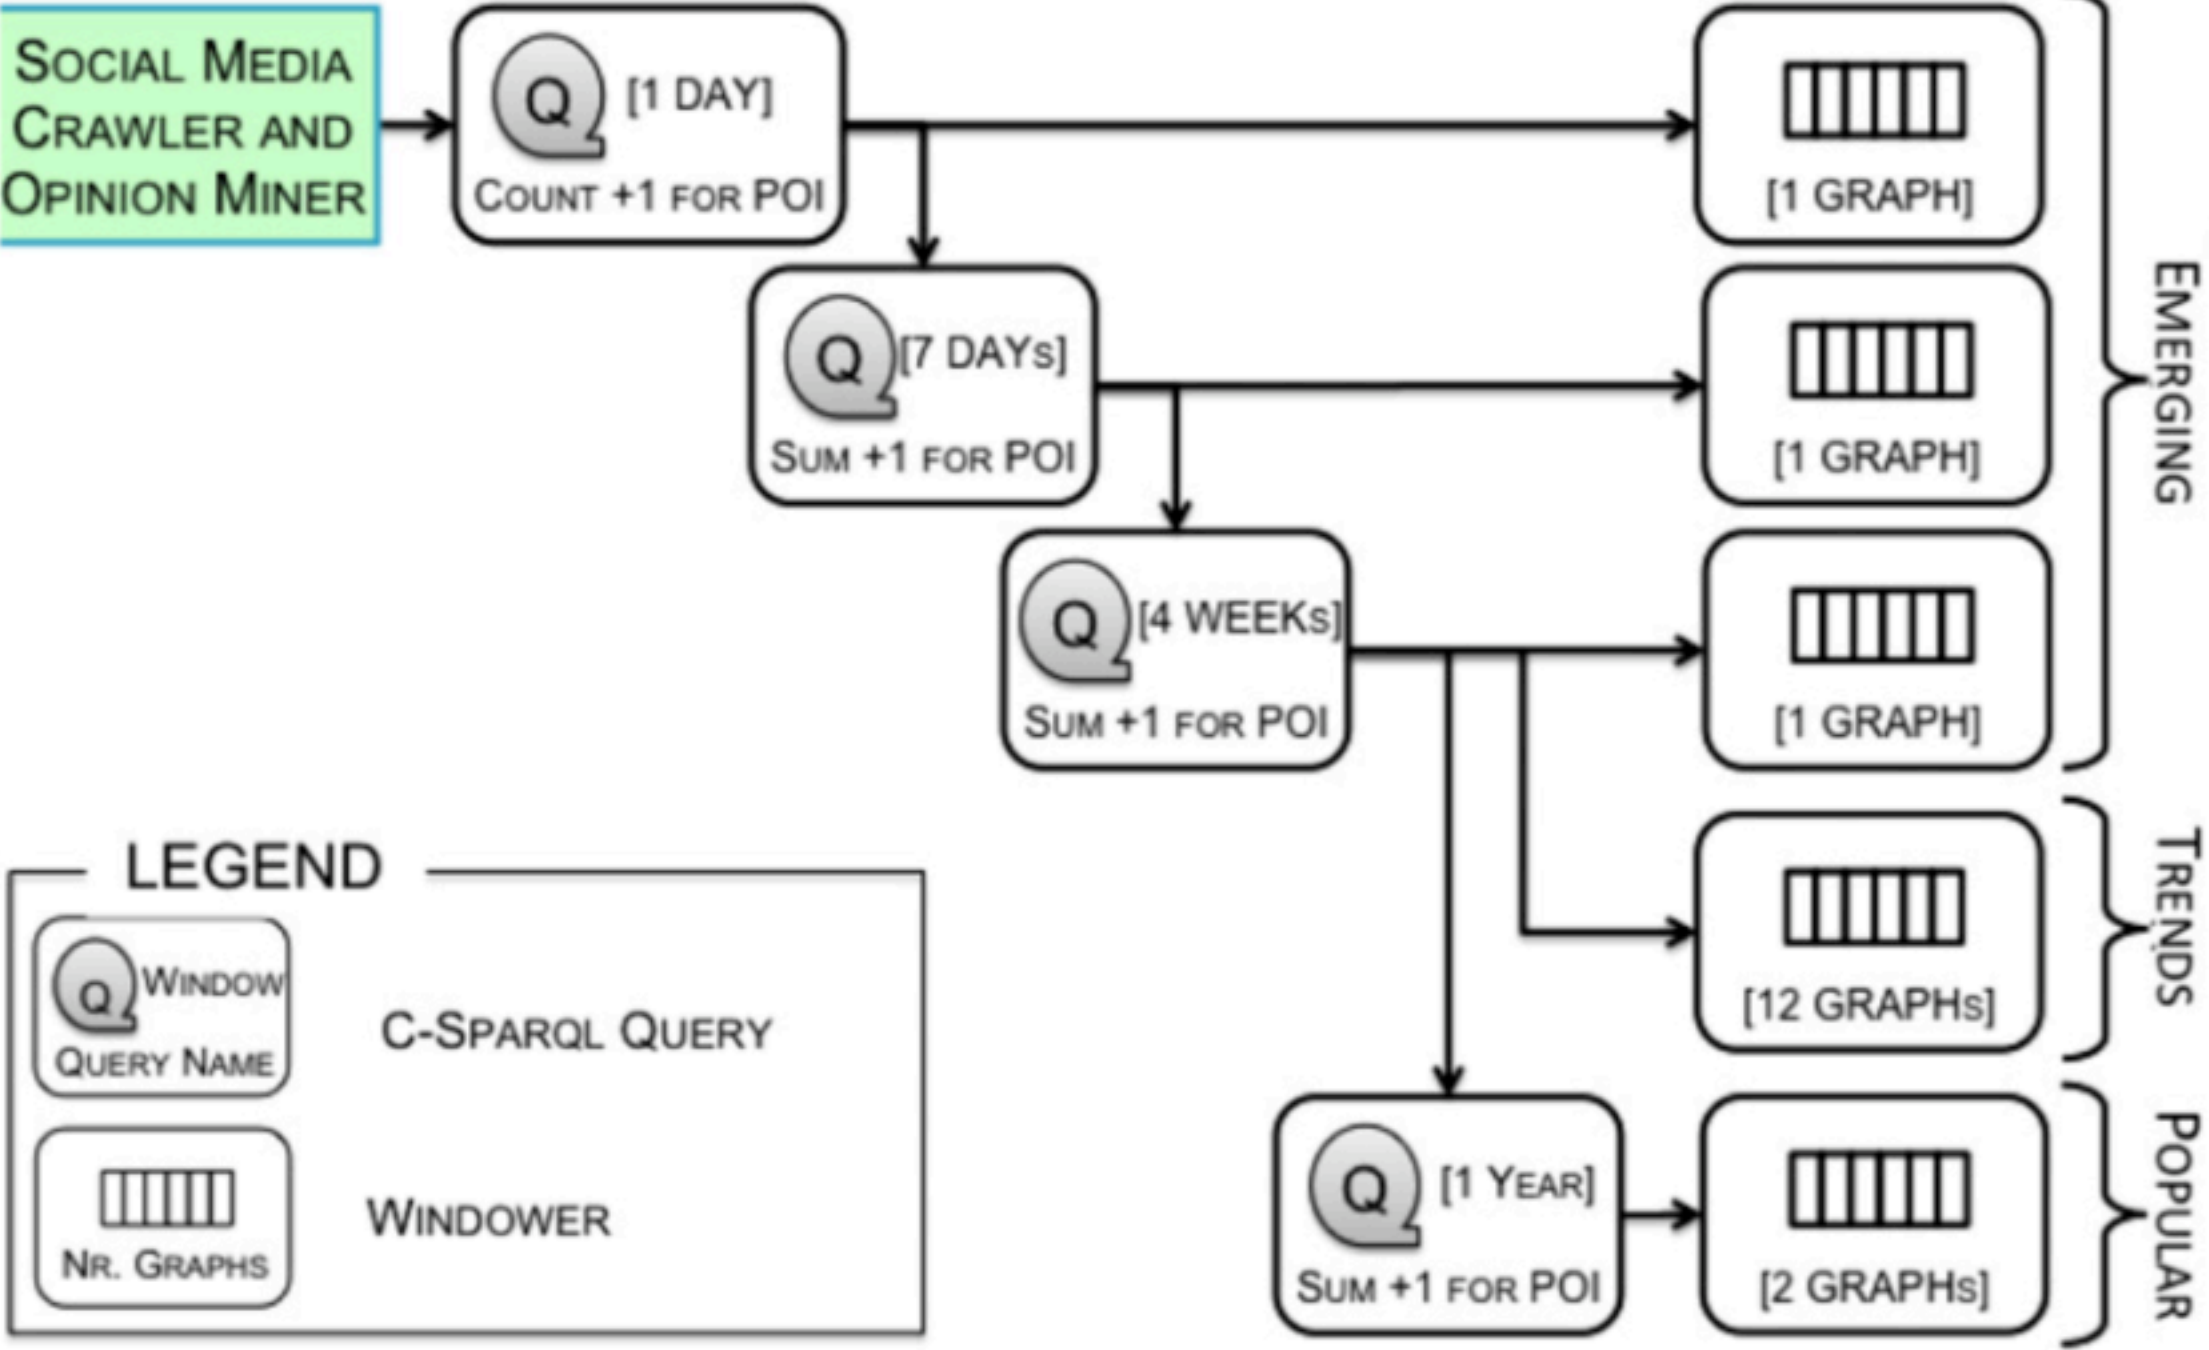 SOCIAL MEDIA
CRAWLER AND
OPINION MINER
Q [1 DAY]
COUNT +1 FOR POI
[1 GRAPH]
Q [7 DAYS]
SUM +1 FOR POI
[1 GRAPH]
Q [4 WEEKS]
SUM +1 FOR POI
[1 GRAPH]
EMERGING
[12 GRAPHS]
TRENDS
Q [1 YEAR]
SUM +1 FOR POI
[2 GRAPHS]
POPULAR
LEGEND
Q WINDOW
QUERY NAME
C-SPARQL QUERY
NR. GRAPHS
WINDOWER